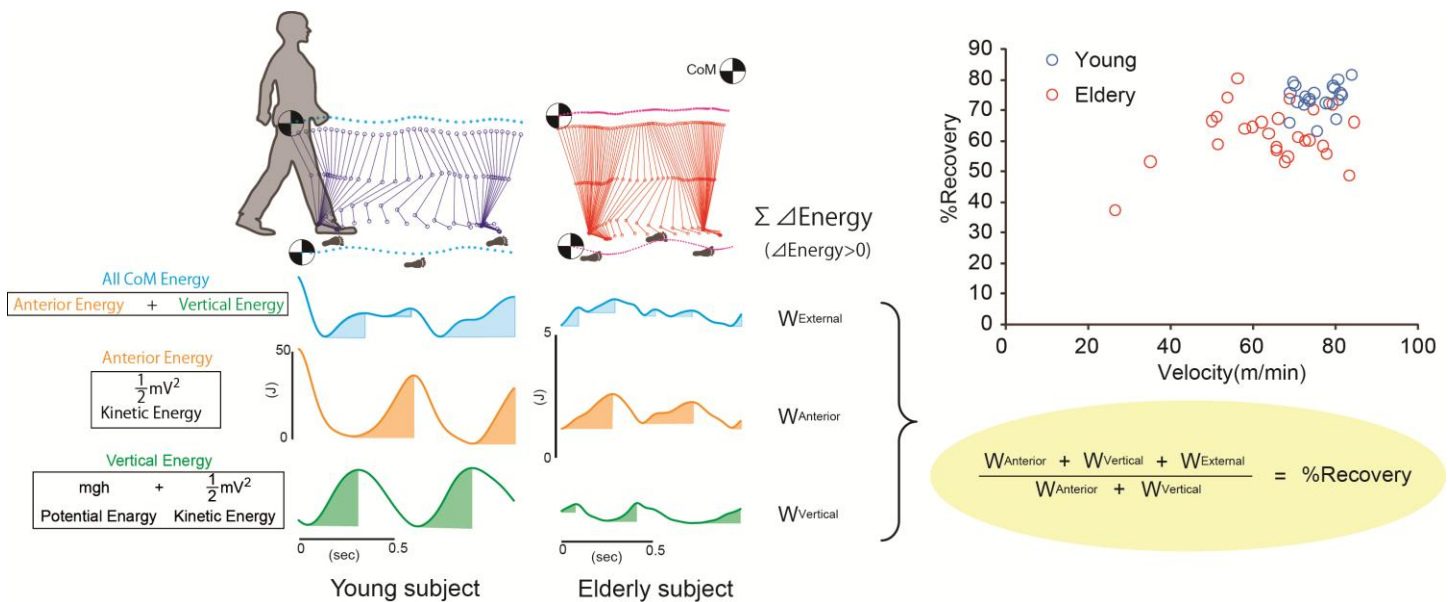 CoM
Σ ⊿Energy
(⊿Energy>0)
All CoM Energy
Anterior Energy + Vertical Energy
Anterior Energy
1/2 mV²
Kinetic Energy
Vertical Energy
mgh + 1/2 mV²
Potential Enargy Kinetic Energy
50
(J)
0
0 0.5
(sec)
Young subject
5
(J)
0
0 0.5
(sec)
Elderly subject
WExternal
WAnterior
WVertical
90
80
70
60
50
40
30
20
10
0
%Recovery
Young
Eldery
0 20 40 60 80 100
Velocity(m/min)
WAnterior + WVertical + WExternal
WAnterior + WVertical
= %Recovery